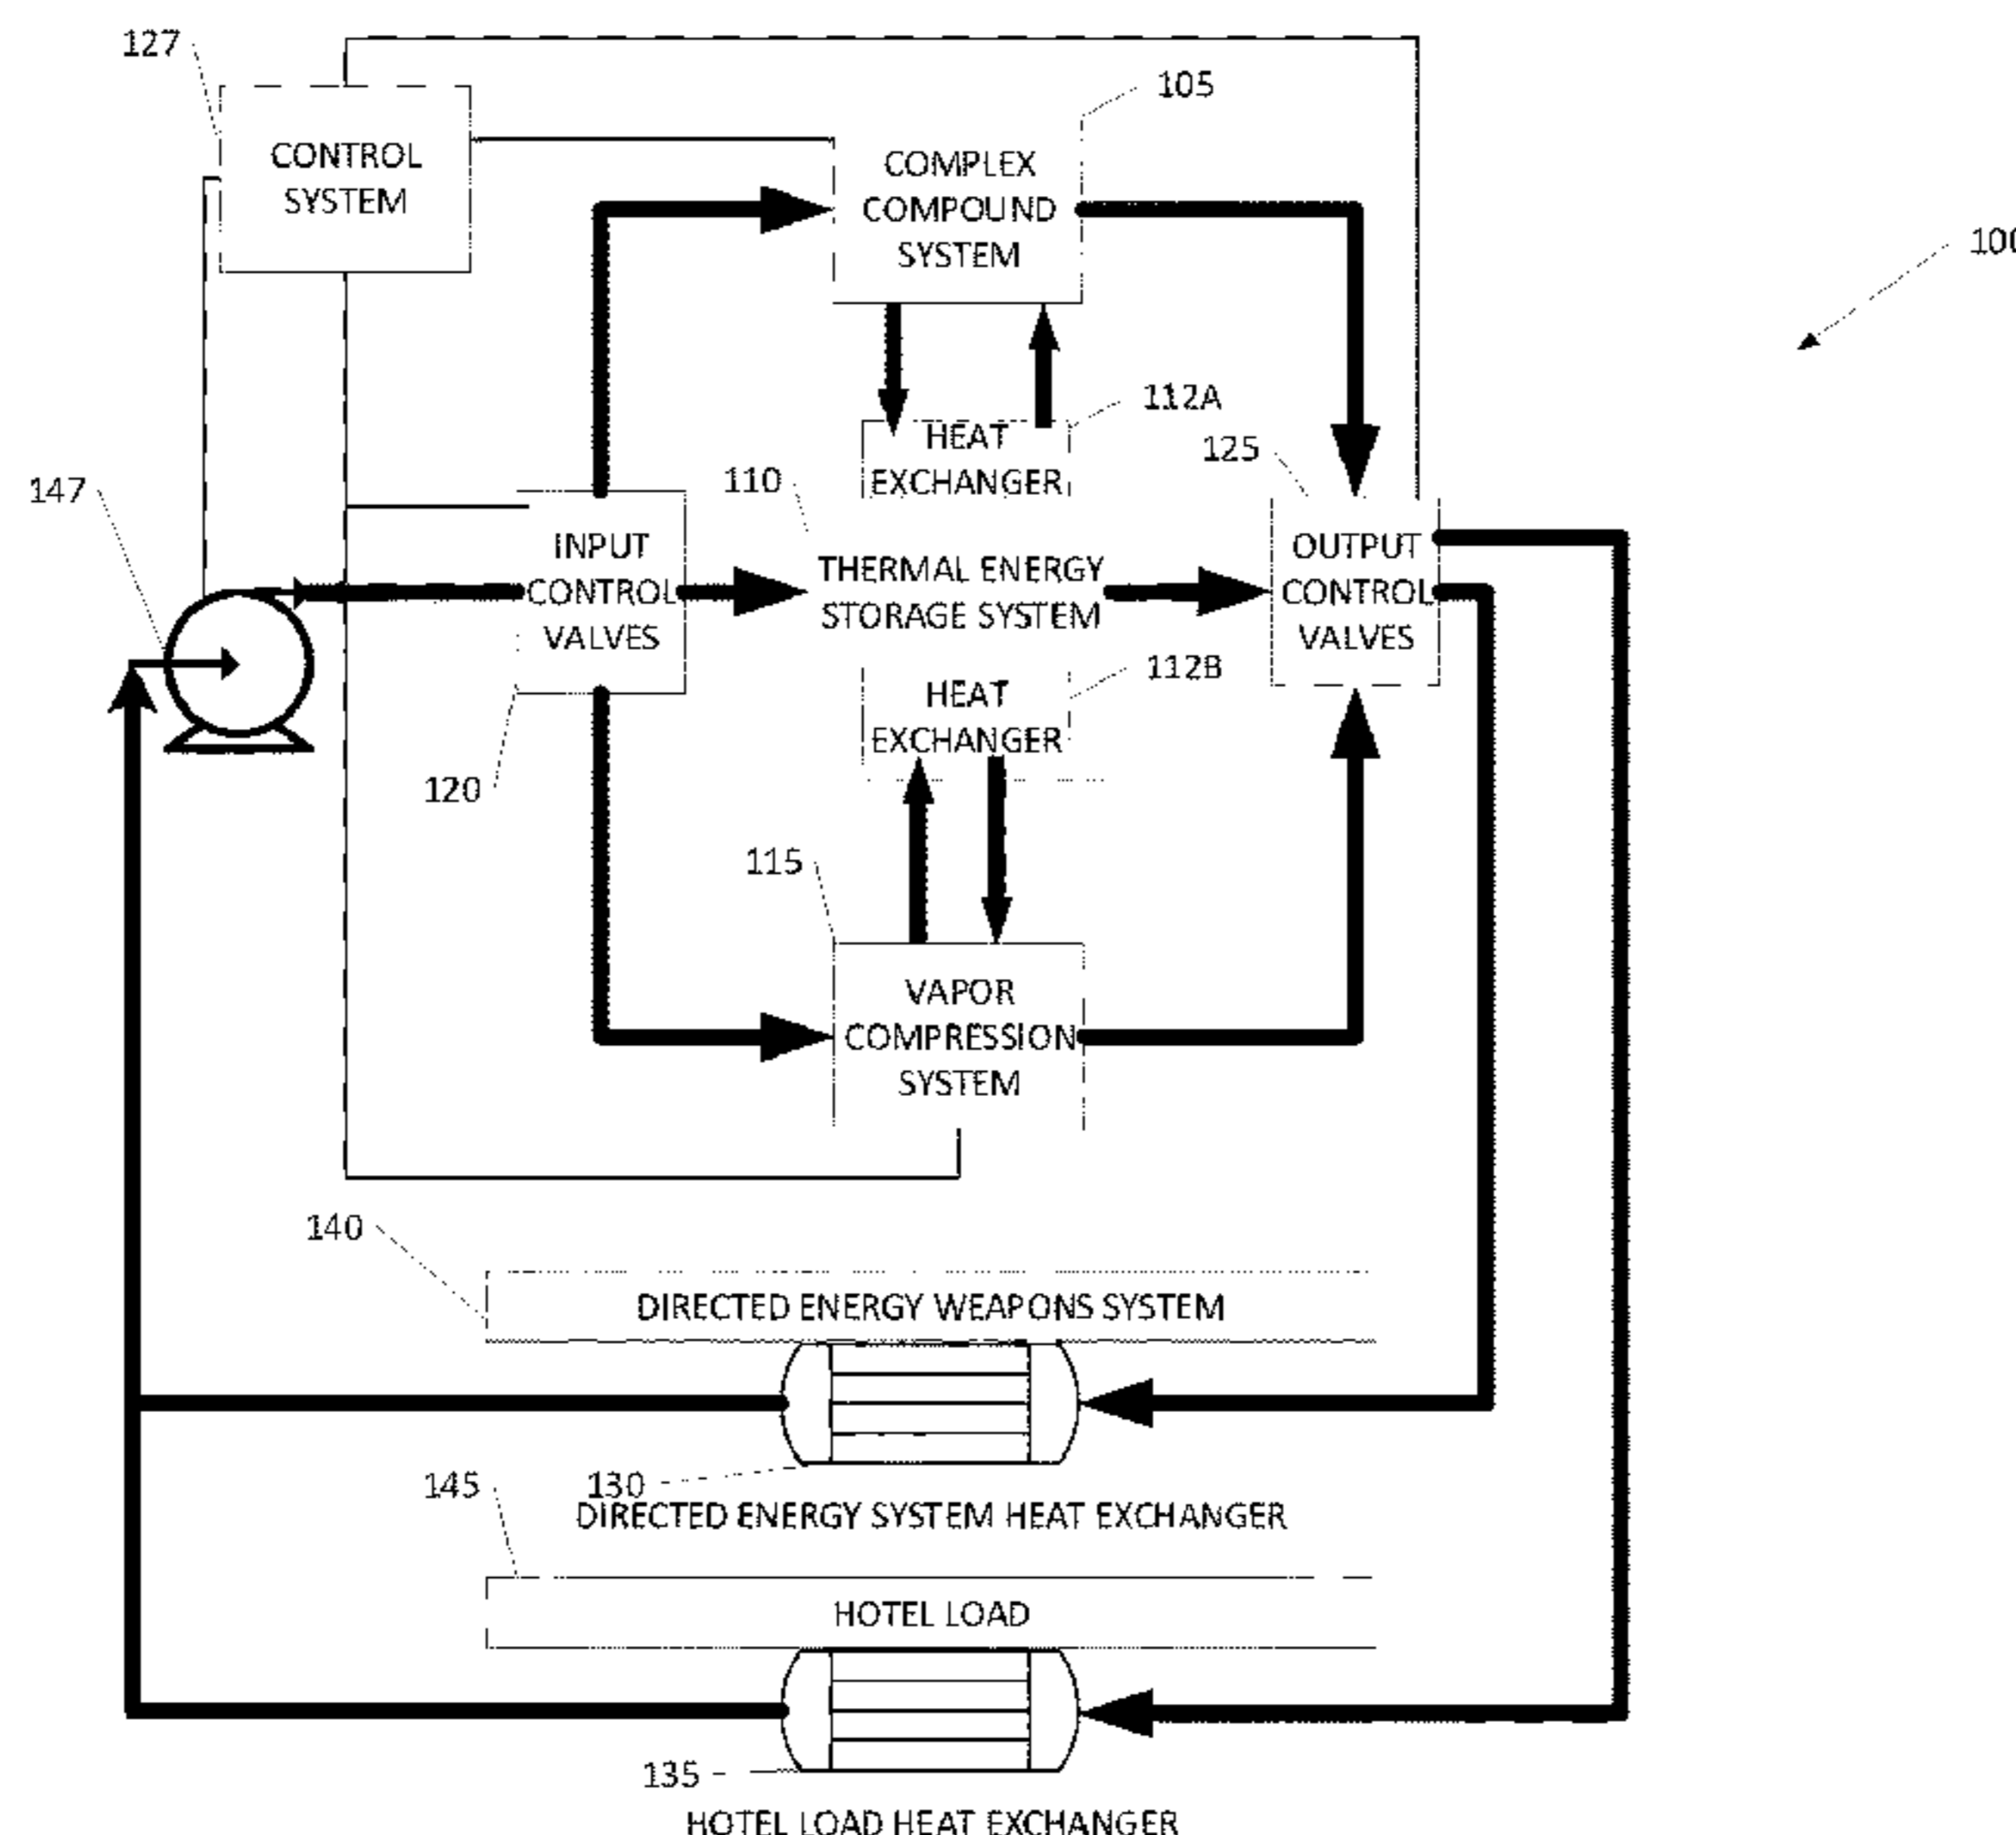 127
CONTROL
SYSTEM
105
COMPLEX
COMPOUND
SYSTEM
100
112A
HEAT
EXCHANGER
125
110
147
INPUT
CONTROL
VALVES
THERMAL ENERGY
STORAGE SYSTEM
OUTPUT
CONTROL
VALVES
112B
HEAT
EXCHANGER
120
115
VAPOR
COMPRESSION
SYSTEM
140
DIRECTED ENERGY WEAPONS SYSTEM
130
DIRECTED ENERGY SYSTEM HEAT EXCHANGER
145
HOTEL LOAD
135
HOTEL LOAD HEAT EXCHANGER